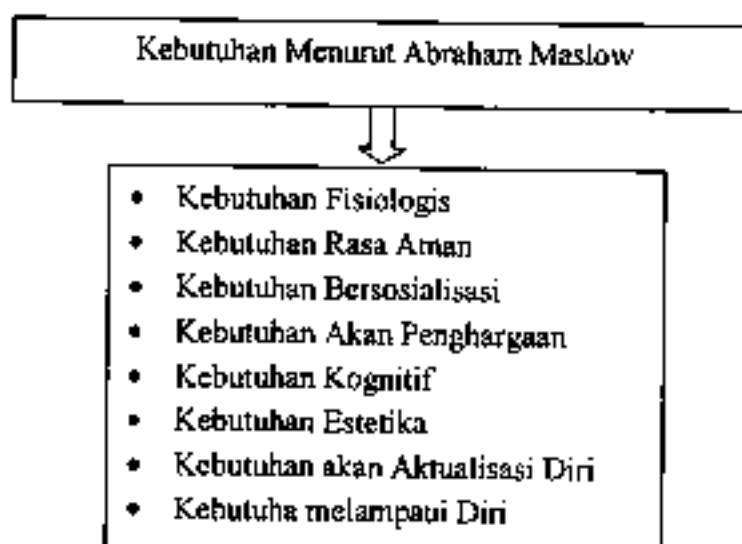 Kebutuhan Menurut Abraham Maslow
• Kebutuhan Fisiologis
• Kebutuhan Rasa Aman
• Kebutuhan Bersosialisasi
• Kebutuhan Akan Penghargaan
• Kebutuhan Kognitif
• Kebutuhan Estetika
• Kebutuhan akan Aktualisasi Diri
• Kebutuha melampaui Diri